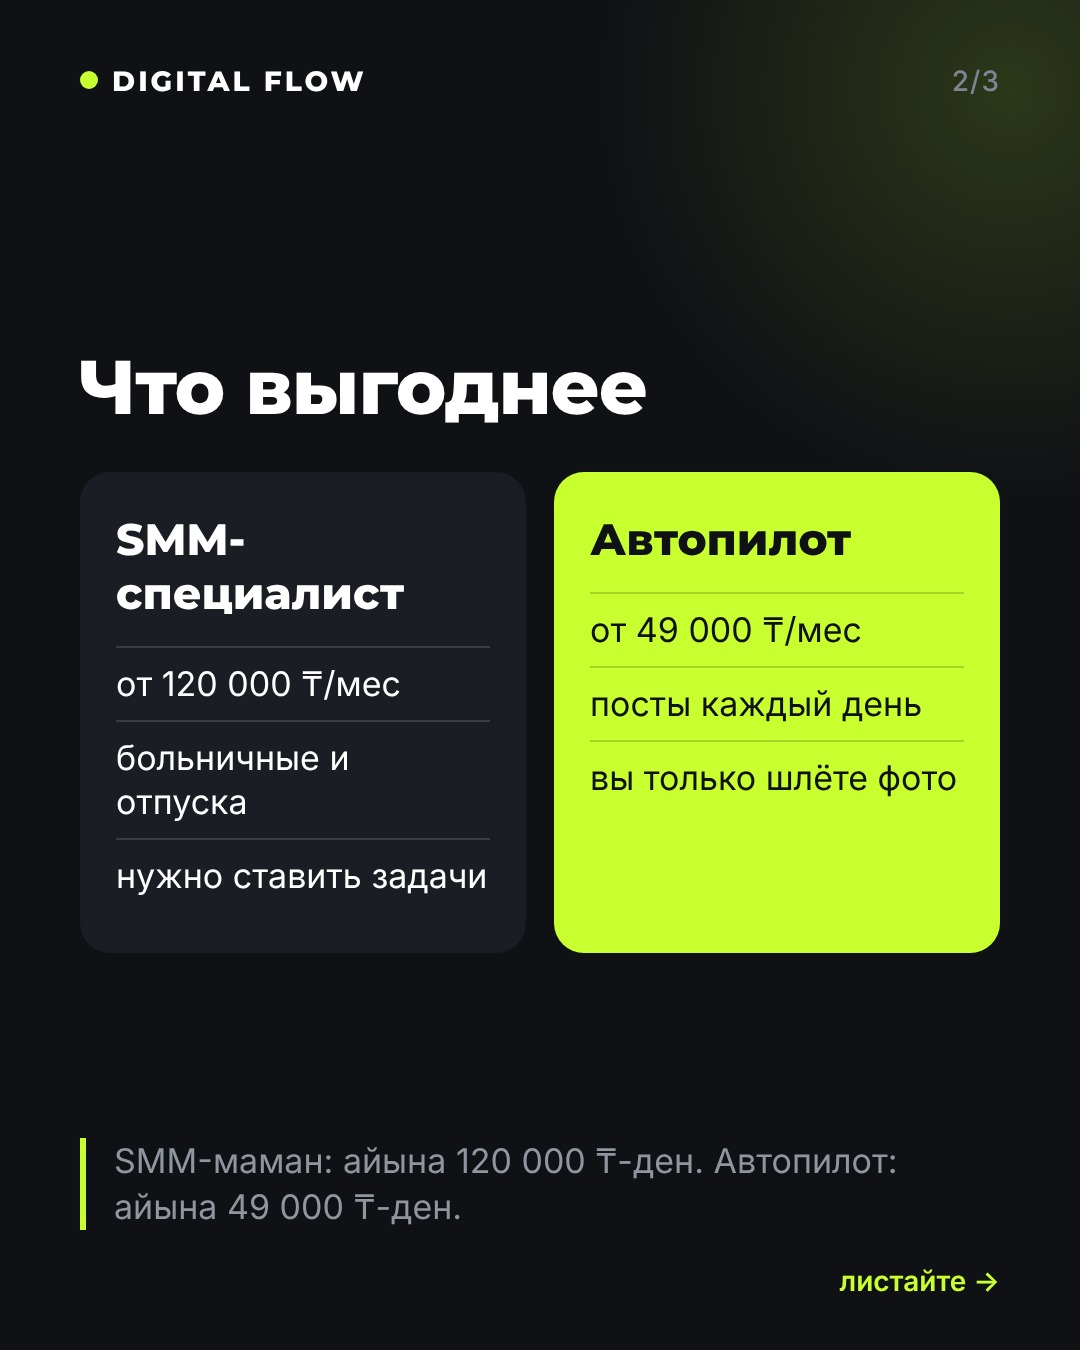 DIGITAL FLOW
2/3
Что выгоднее
SMM-
специалист
от 120 000 ₸/мес
больничные и
отпуска
нужно ставить задачи
Автопилот
от 49 000 ₸/мес
посты каждый день
вы только шлёте фото
SMM-маман: айына 120 000 ₸-ден. Автопилот:
айына 49 000 ₸-ден.
листайте →